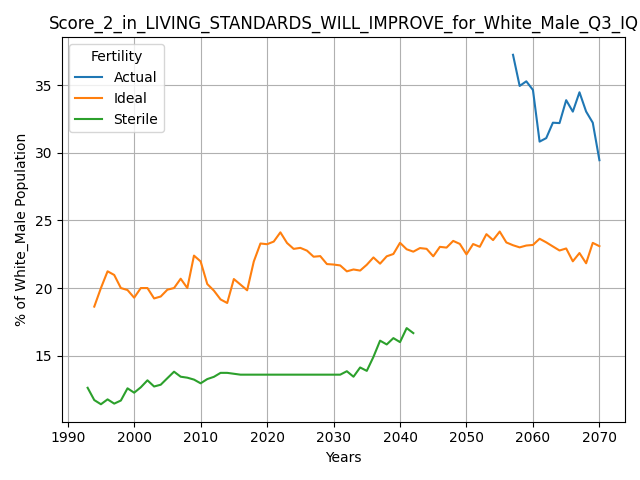 Score_2_in_LIVING_STANDARDS_WILL_IMPROVE_for_White_Male_Q3_IQ
Fertility
Actual
Ideal
Sterile
% of White_Male Population
35
30
25
20
15
1990 2000 2010 2020 2030 2040 2050 2060 2070
Years